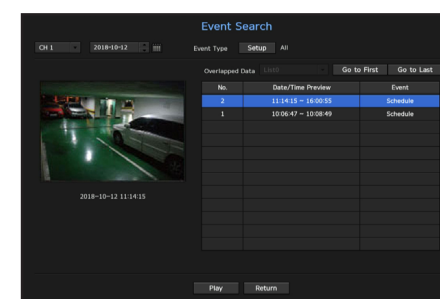 Event Search
CH 1 2018-10-12 Event Type Setup All
Overlapped Data Go to First Go to Last
No. Date/Time Preview Event
2 11:14:15 ~ 16:00:55 Schedule
1 10:06:47 ~ 10:08:49 Schedule
2018-10-12 11:14:15
Play Return